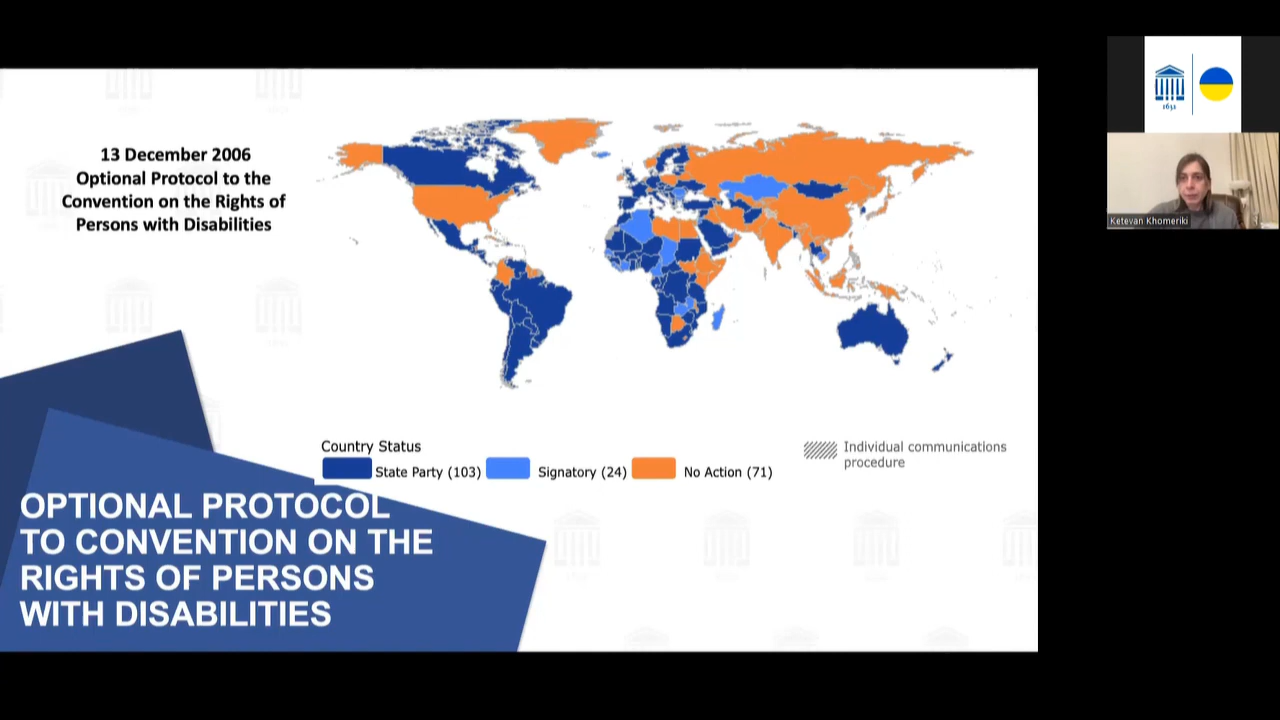 13 December 2006
Optional Protocol to the
Convention on the Rights of
Persons with Disabilities
Country Status
State Party (103)
Signatory (24)
No Action (71)
Individual communications
procedure
OPTIONAL PROTOCOL
TO CONVENTION ON THE
RIGHTS OF PERSONS
WITH DISABILITIES
1632
Ketevan Khomeriki